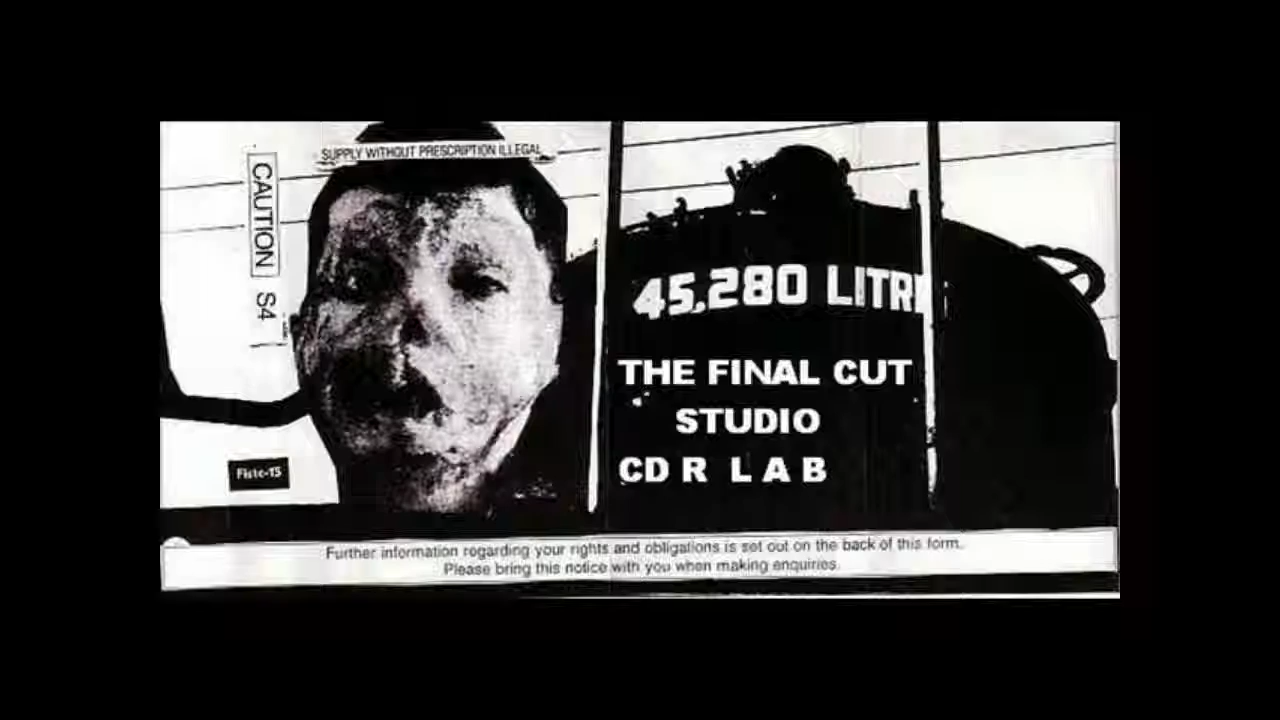 SUPPLY WITHOUT PRESCRIPTION ILLEGAL
CAUTION S4
45,280 LITR
THE FINAL CUT
STUDIO
CD R L A B
Fistc-15
Further information regarding your rights and obligations is set out on the back of this form.
Please bring this notice with you when making enquiries.